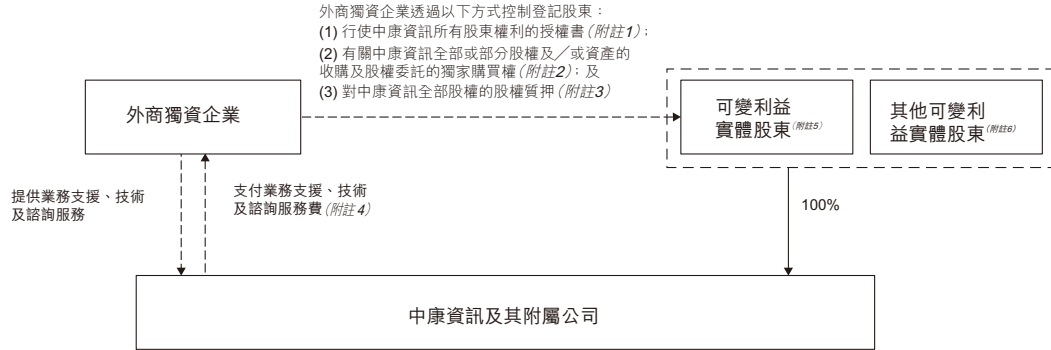 外商獨資企業透過以下方式控制登記股東：
(1) 行使中康資訊所有股東權利的授權書(附註1)；
(2) 有關中康資訊全部或部分股權及／或資產的
收購及股權委託的獨家購買權(附註2)；及
(3) 對中康資訊全部股權的股權質押(附註3)
外商獨資企業
可變利益
實體股東(附註5)
其他可變利
益實體股東(附註6)
提供業務支援、技術
及諮詢服務
支付業務支援、技術
及諮詢服務費(附註 4)
100%
中康資訊及其附屬公司